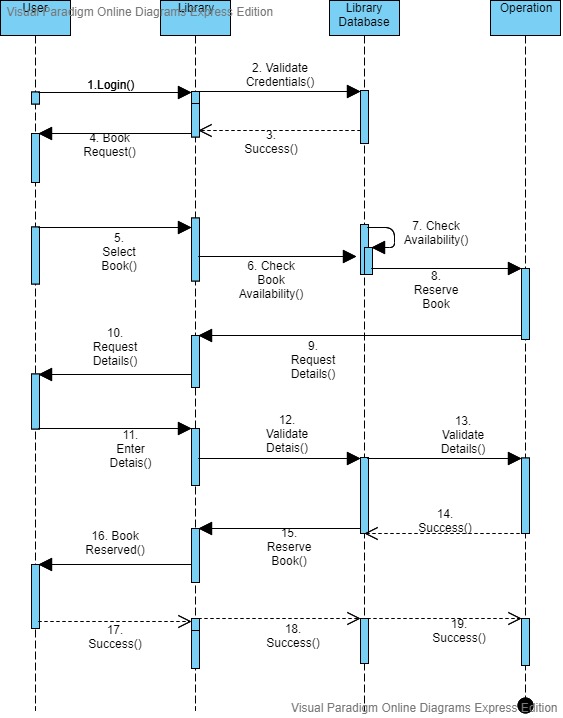 User
Library
Library
Database
Operation
Visual Paradigm Online Diagrams Express Edition
1.Login()
2. Validate
Credentials()
3.
Success()
4. Book
Request()
5.
Select
Book()
6. Check
Book
Availability()
7. Check
Availability()
8.
Reserve
Book
9.
Request
Details()
10.
Request
Details()
11.
Enter
Detais()
12.
Validate
Detais()
13.
Validate
Details()
14.
Success()
15.
Reserve
Book()
16. Book
Reserved()
17.
Success()
18.
Success()
19.
Success()
Visual Paradigm Online Diagrams Express Edition